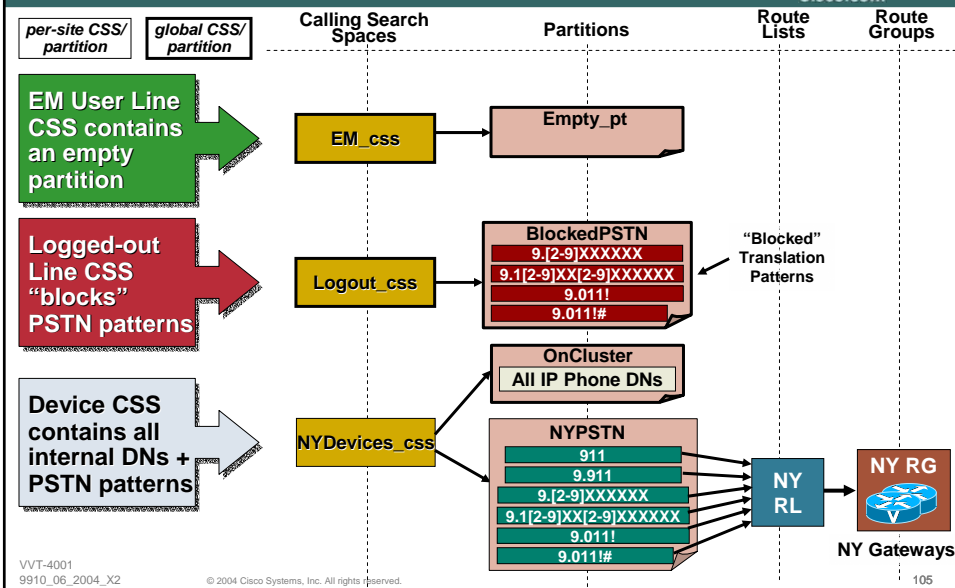 per-site CSS/
partition
global CSS/
partition
Calling Search
Spaces
Partitions
Route
Lists
Route
Groups
EM User Line
CSS contains
an empty
partition
EM_css
Empty_pt
Logged-out
Line CSS
“blocks”
PSTN patterns
Logout_css
BlockedPSTN
9.[2-9]XXXXXX
9.1[2-9]XX[2-9]XXXXXX
9.011!
9.011!#
“Blocked”
Translation
Patterns
Device CSS
contains all
internal DNs +
PSTN patterns
NYDevices_css
OnCluster
All IP Phone DNs
NYPSTN
911
9.911
9.[2-9]XXXXXX
9.1[2-9]XX[2-9]XXXXXX
9.011!
9.011!#
NY
RL
NY RG
V
NY Gateways
VVT-4001
9910_06_2004_X2
© 2004 Cisco Systems, Inc. All rights reserved.
105